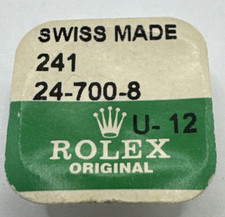 SWISS MADE
241
24-700-8
U- 12
ROLEX
ORIGINAL